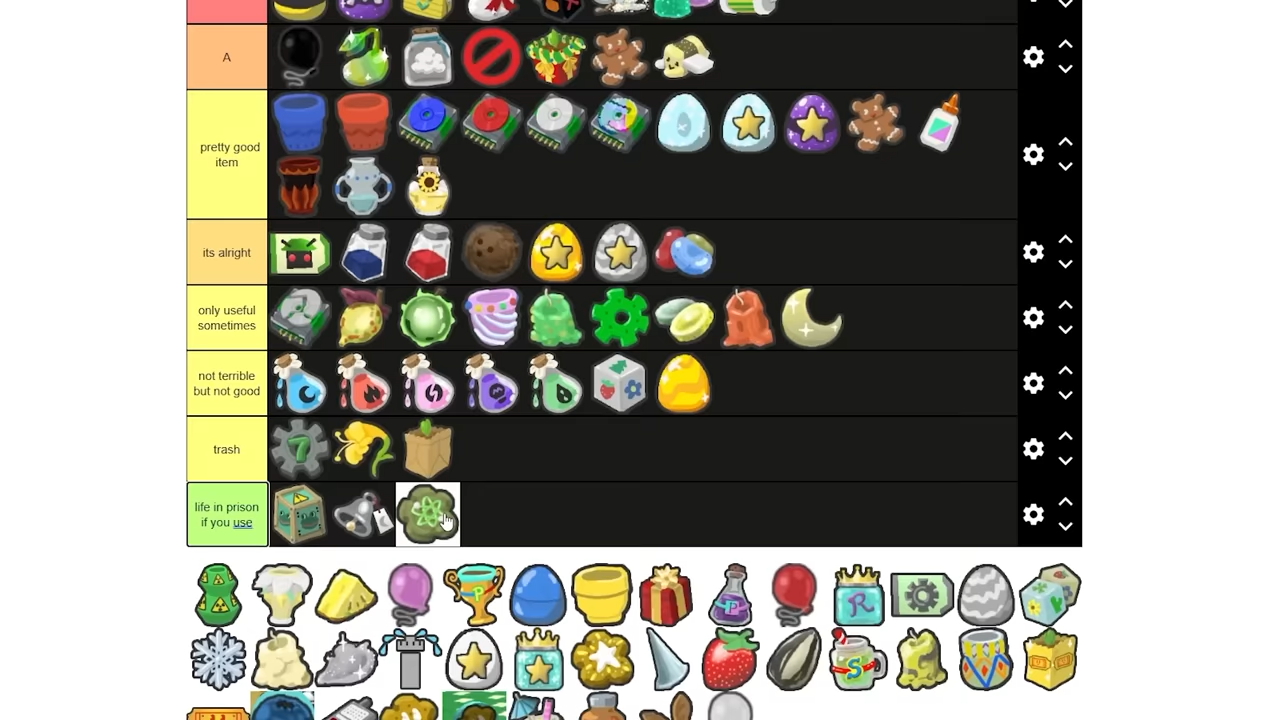 A
pretty good
item
its alright
only useful
sometimes
not terrible
but not good
7
trash
life in prison
if you use
P
P
R
S